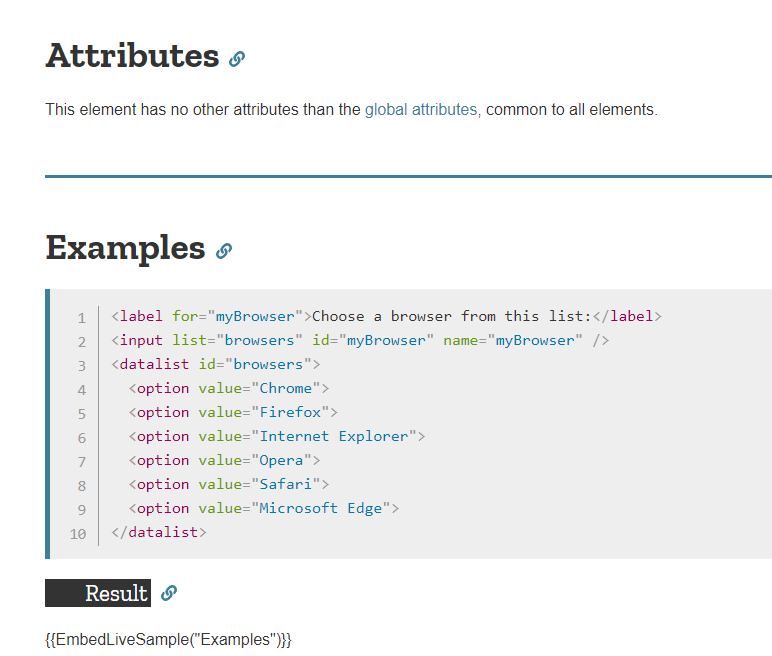 Attributes
This element has no other attributes than the global attributes, common to all elements.
Examples
1 <label for="myBrowser">Choose a browser from this list:</label>
2 <input list="browsers" id="myBrowser" name="myBrowser" />
3 <datalist id="browsers">
4   <option value="Chrome">
5   <option value="Firefox">
6   <option value="Internet Explorer">
7   <option value="Opera">
8   <option value="Safari">
9   <option value="Microsoft Edge">
10 </datalist>
Result
{{EmbedLiveSample("Examples")}}